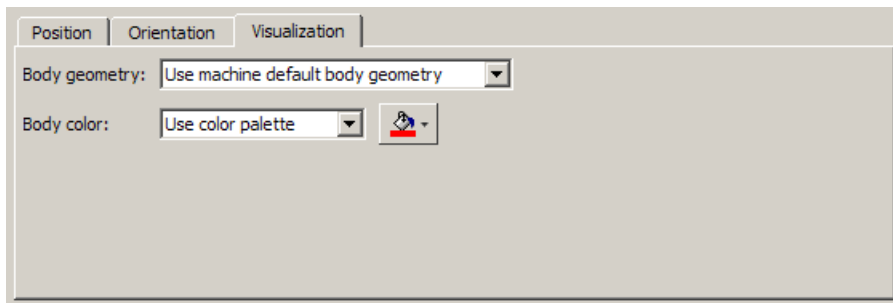 Position Orientation Visualization
Body geometry: Use machine default body geometry
Body color: Use color palette